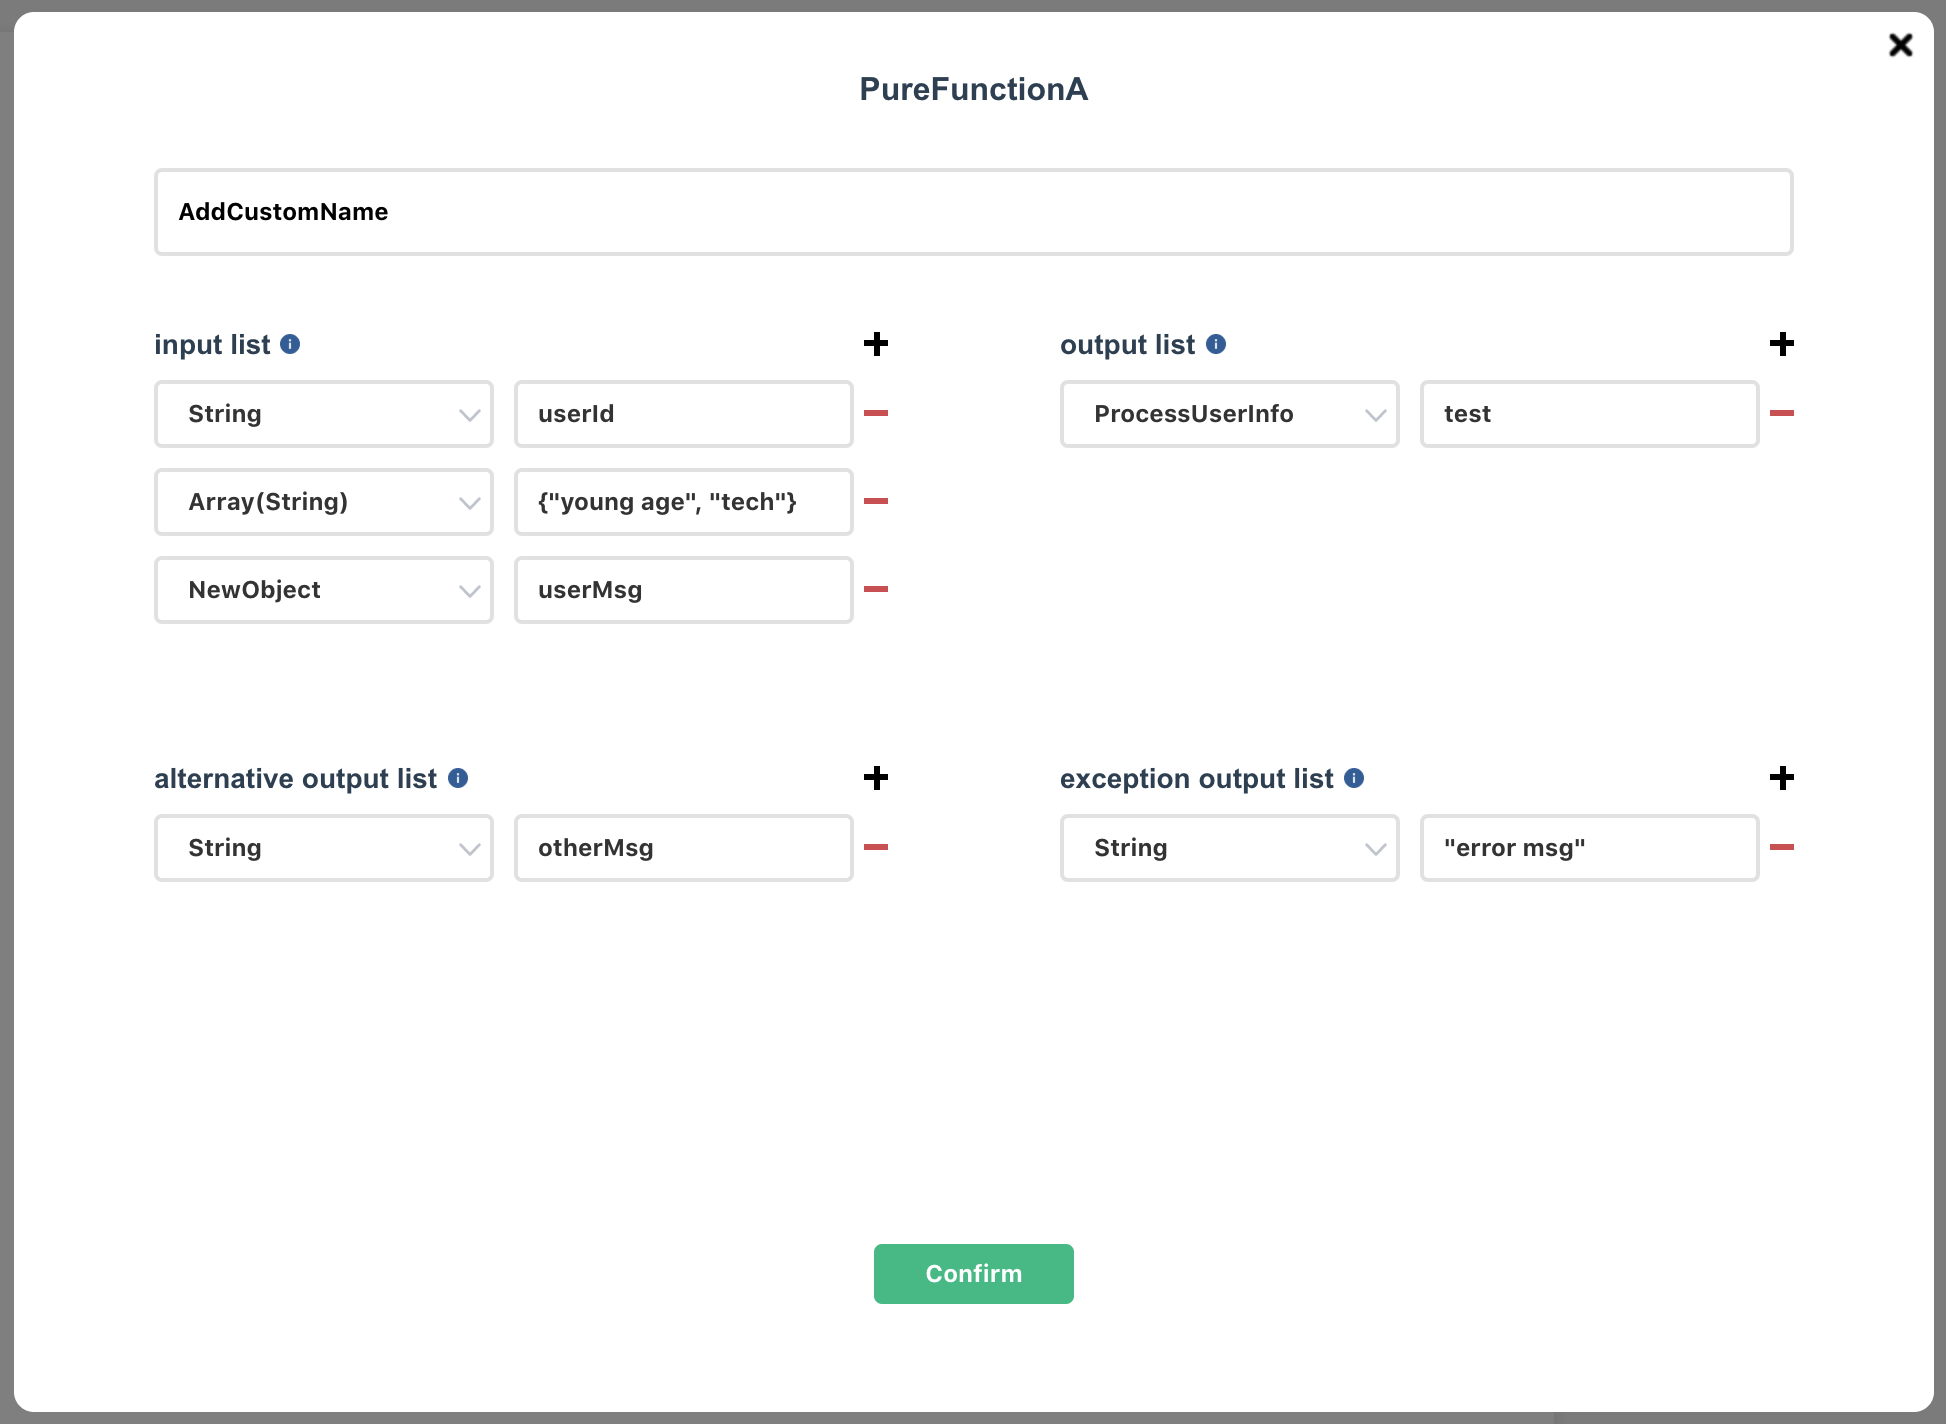 PureFunctionA
AddCustomName
input list
String userId
Array(String) {"young age", "tech"}
NewObject userMsg
output list
ProcessUserInfo test
alternative output list
String otherMsg
exception output list
String "error msg"
Confirm